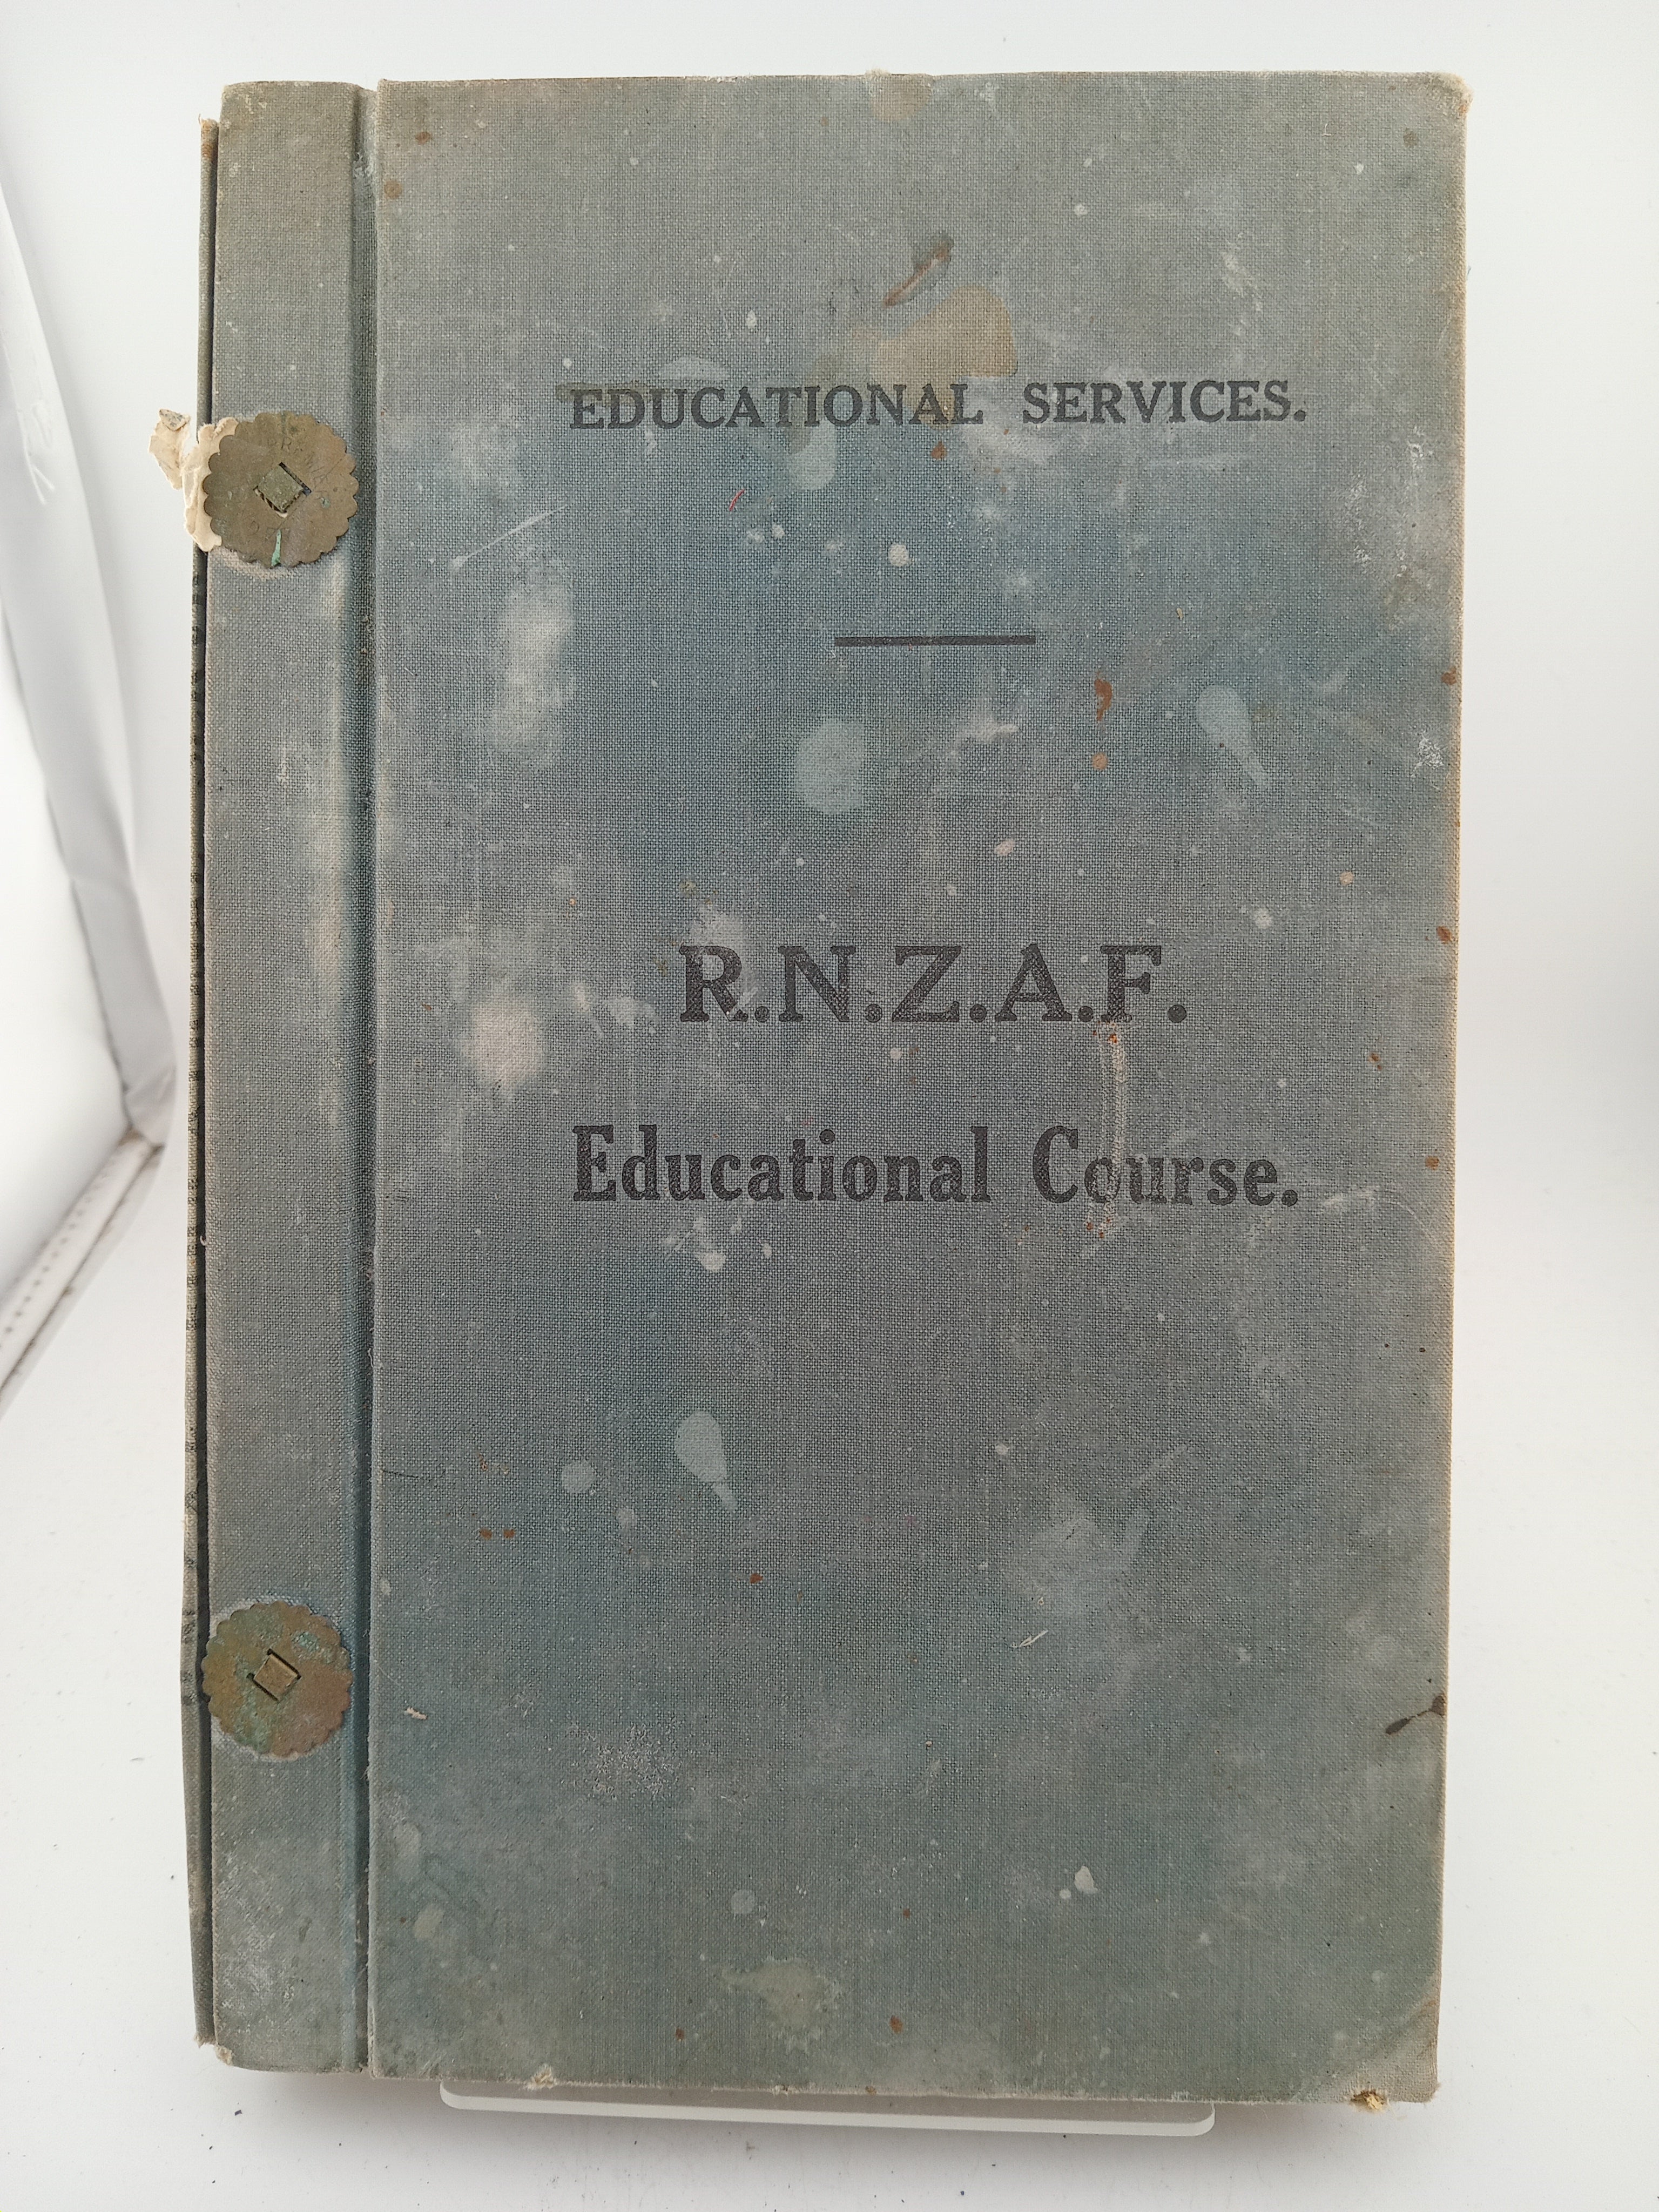 EDUCATIONAL SERVICES.
R.N.Z.A.F.
Educational Course.